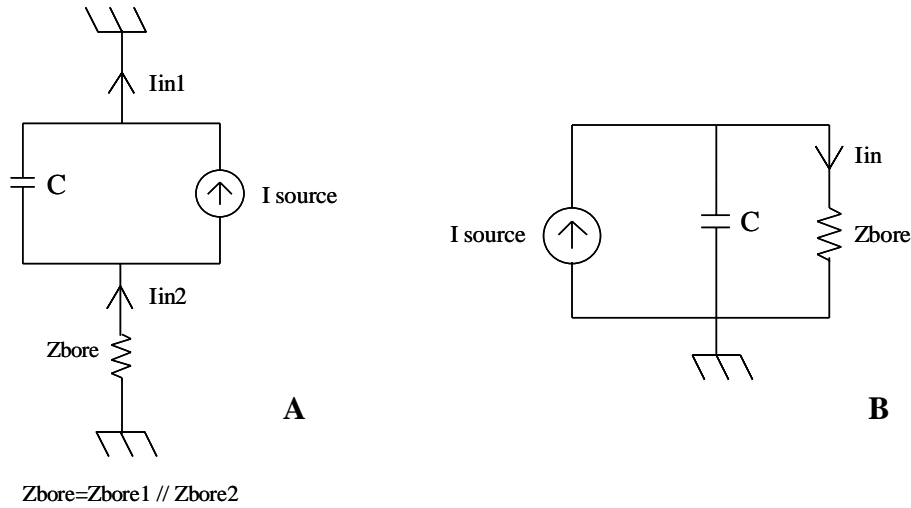 Iin1
C
I source
Iin2
Zbore
A
Zbore=Zbore1 // Zbore2
Iin
I source
C
Zbore
B